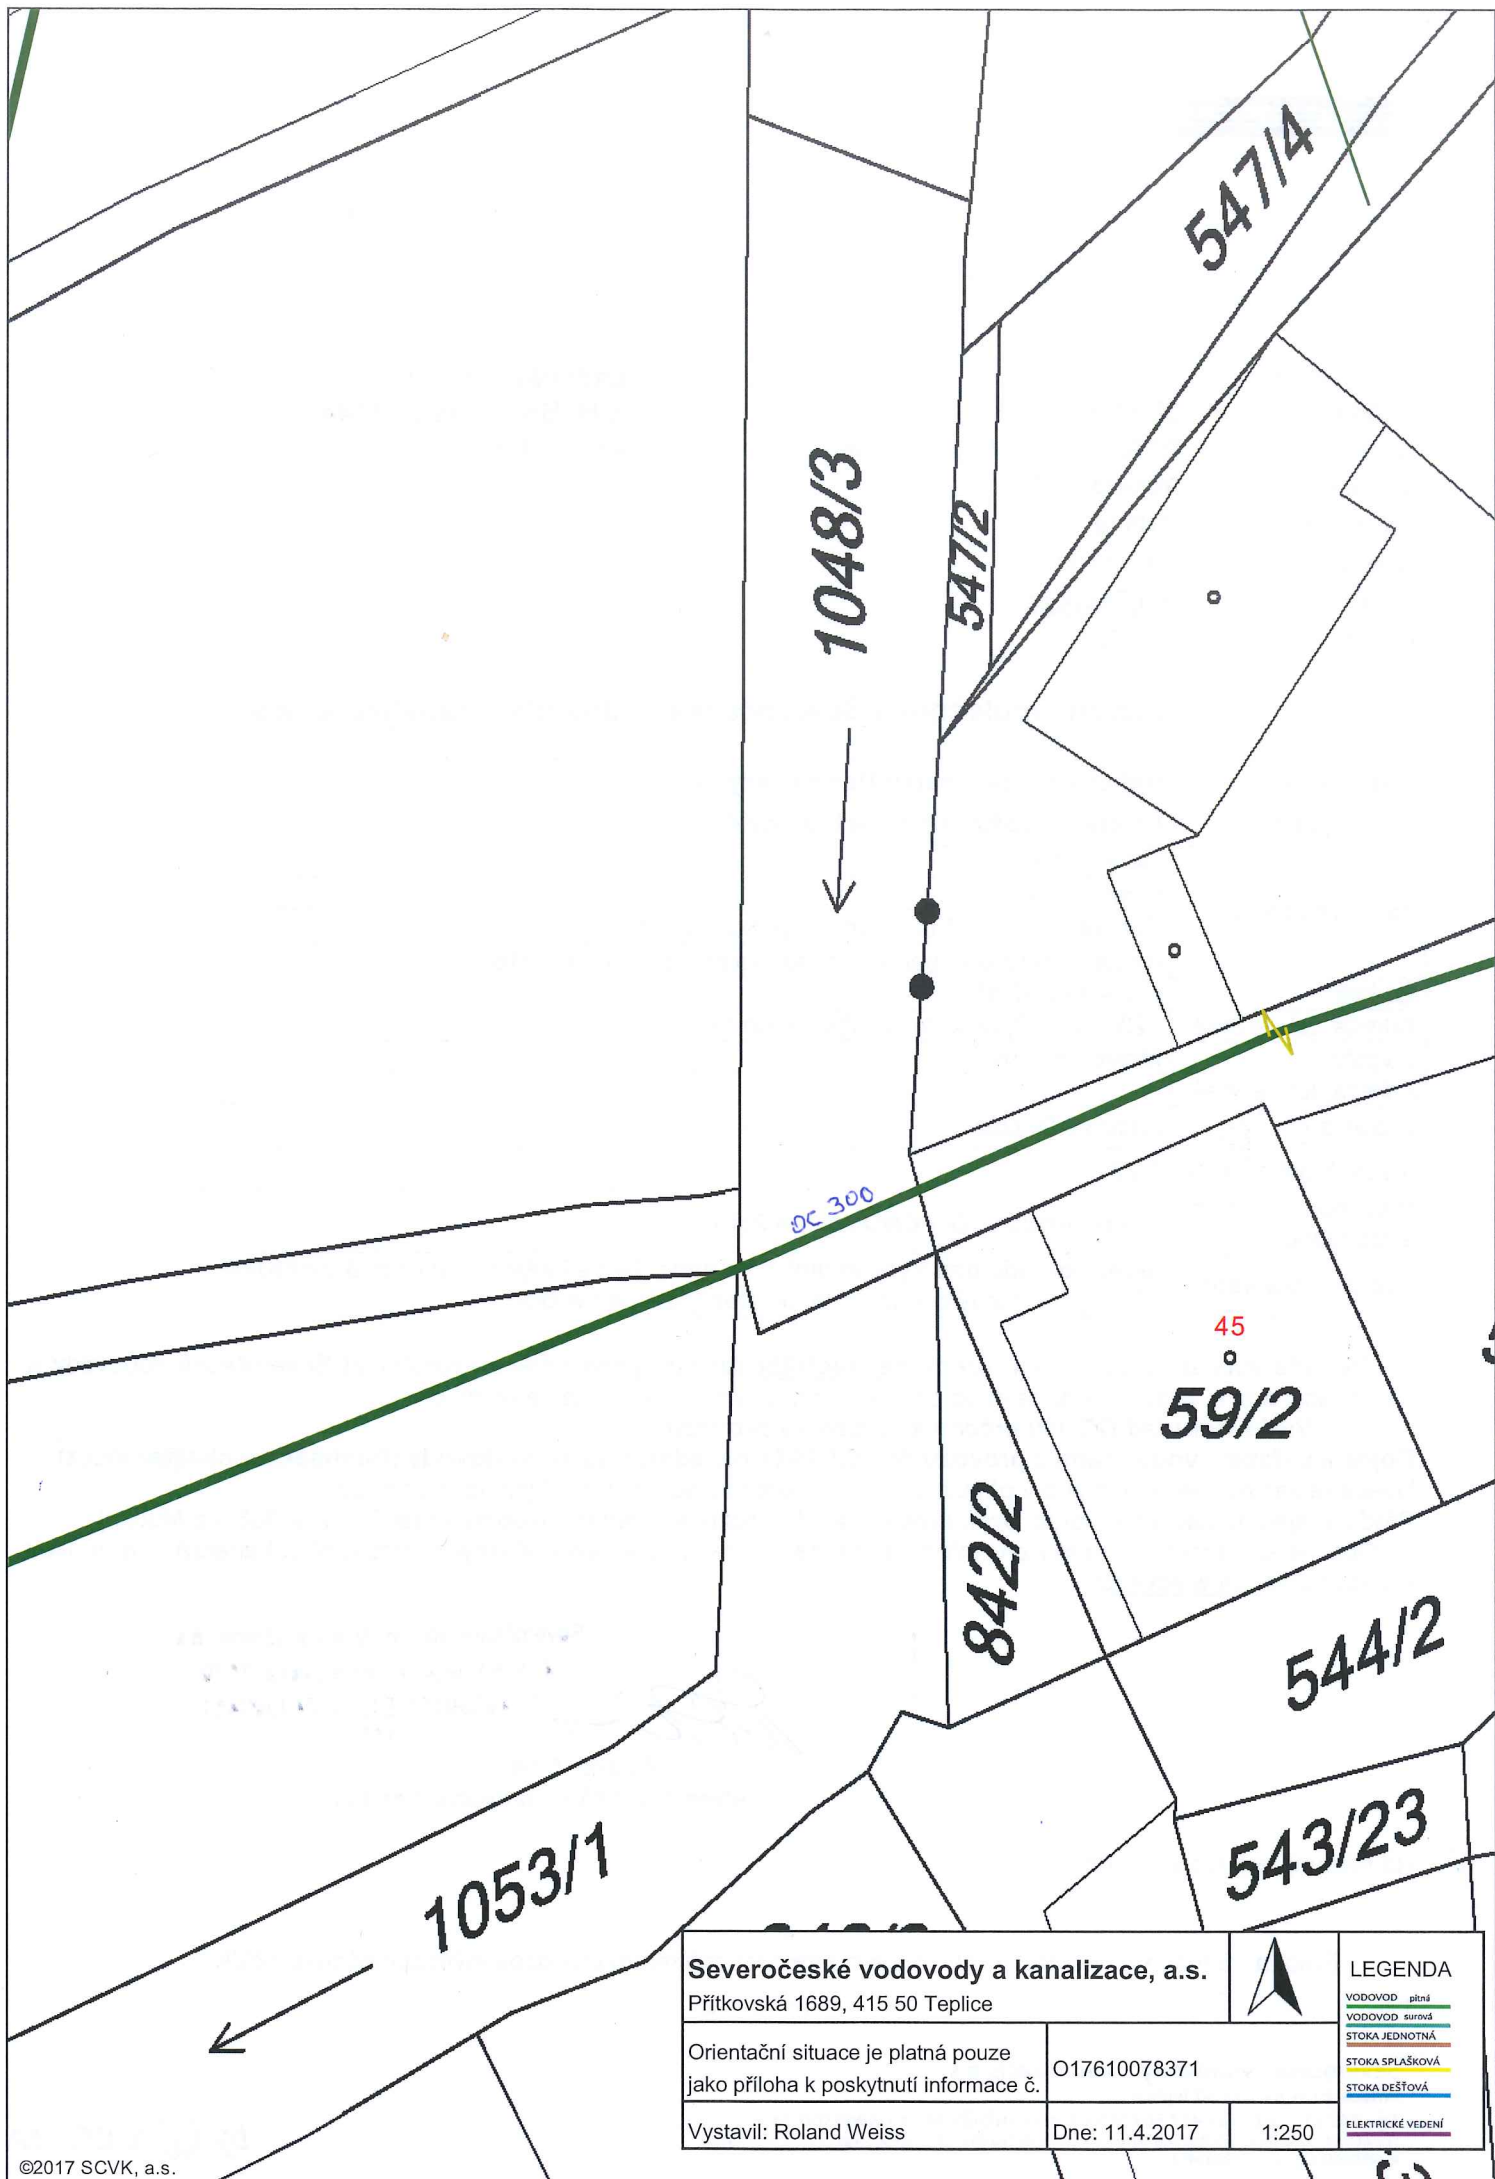 547/4
1048/3
547/2
DC 300
45
59/2
842/2
544/2
543/23
1053/1
Severočeské vodovody a kanalizace, a.s.
Přítkovská 1689, 415 50 Teplice
Orientační situace je platná pouze
jako příloha k poskytnutí informace č.
O17610078371
Vystavil: Roland Weiss
Dne: 11.4.2017
1:250
LEGENDA
VODOVOD pitná
VODOVOD surová
STOKA JEDNOTNÁ
STOKA SPLAŠKOVÁ
STOKA DEŠŤOVÁ
ELEKTRICKÉ VEDENÍ
©2017 SCVK, a.s.